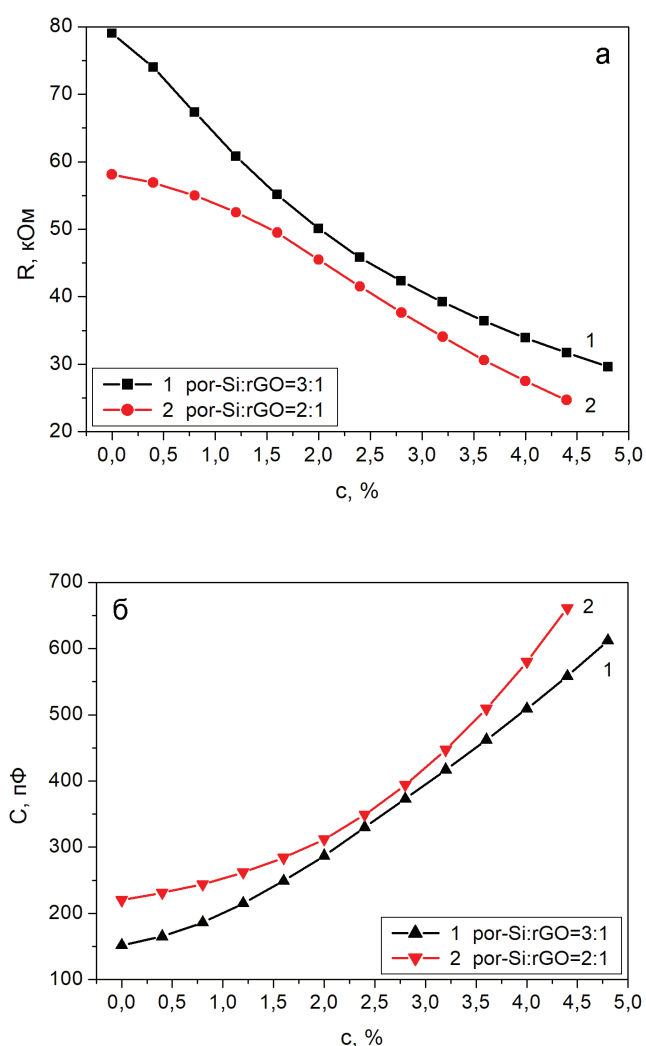 80
а
70
60
R, кОм
50
40
1
30
1 por-Si:rGO=3:1
2 por-Si:rGO=2:1
2
20
0,0 0,5 1,0 1,5 2,0 2,5 3,0 3,5 4,0 4,5 5,0
c, %
700
б
2
600
1
500
C, пФ
400
300
200
1 por-Si:rGO=3:1
2 por-Si:rGO=2:1
100
0,0 0,5 1,0 1,5 2,0 2,5 3,0 3,5 4,0 4,5 5,0
c, %